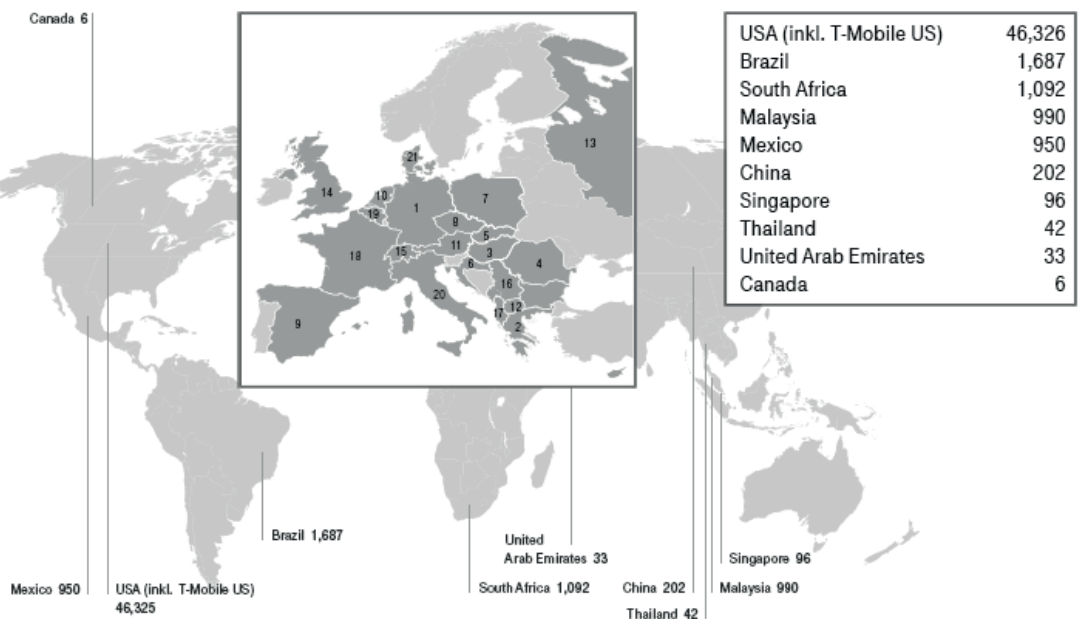 Canada 6
USA (inkl. T-Mobile US) 46,326
Brazil 1,687
South Africa 1,092
Malaysia 990
Mexico 950
China 202
Singapore 96
Thailand 42
United Arab Emirates 33
Canada 6
21
13
14
10
19
1
7
8
5
18
15
11
3
6
4
16
20
9
17
12
2
Brazil 1,687
United
Arab Emirates 33
Singapore 96
Mexico 950
USA (inkl. T-Mobile US)
46,325
South Africa 1,092
China 202
Malaysia 990
Thailand 42